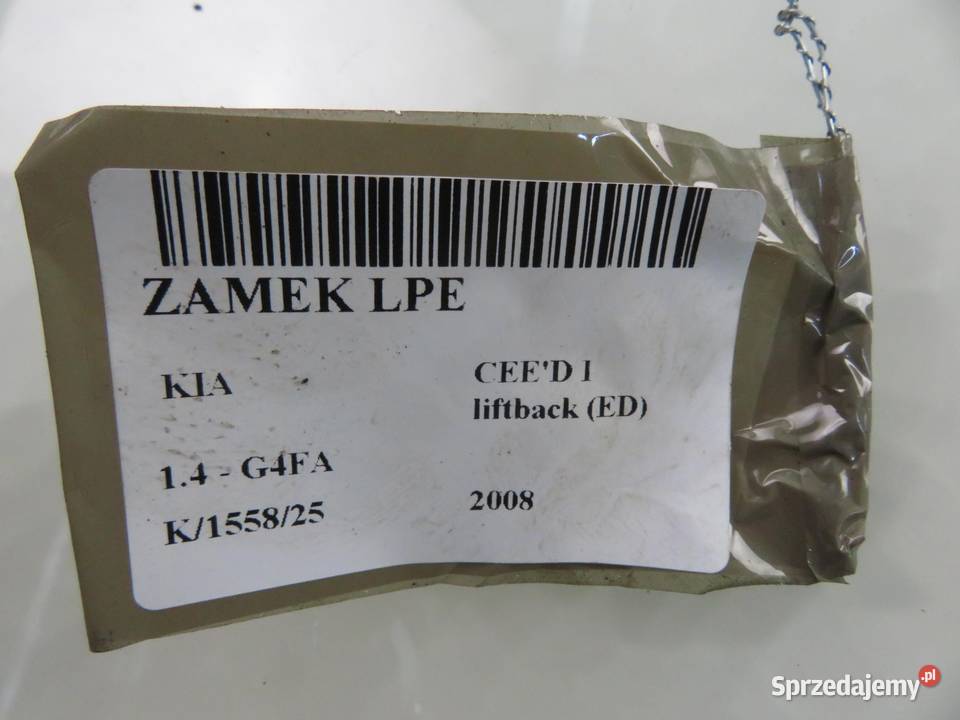 ZAMEK LPE
KIA
CEE'D I
liftback (ED)
1.4 - G4FA
K/1558/25
2008
Sprzedajemy.pl